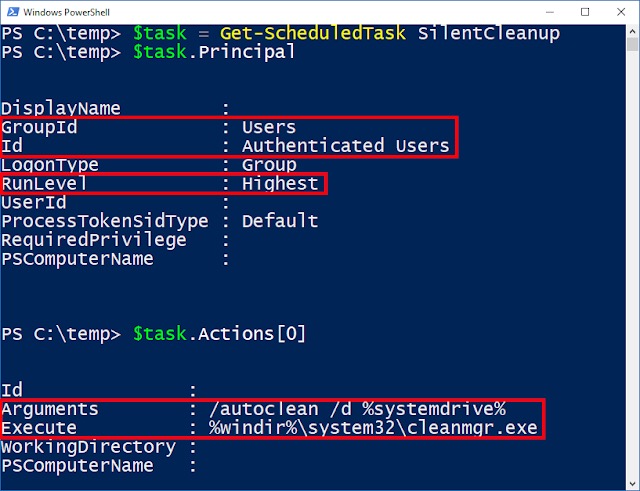 Windows PowerShell
PS C:\temp> $task = Get-ScheduledTask SilentCleanup
PS C:\temp> $task.Principal
DisplayName :
GroupId : Users
Id : Authenticated Users
LogonType : Group
RunLevel : Highest
UserId :
ProcessTokenSidType : Default
RequiredPrivilege :
PSComputerName :
PS C:\temp> $task.Actions[0]
Id :
Arguments : /autoclean /d %systemdrive%
Execute : %windir%\system32\cleanmgr.exe
WorkingDirectory :
PSComputerName :